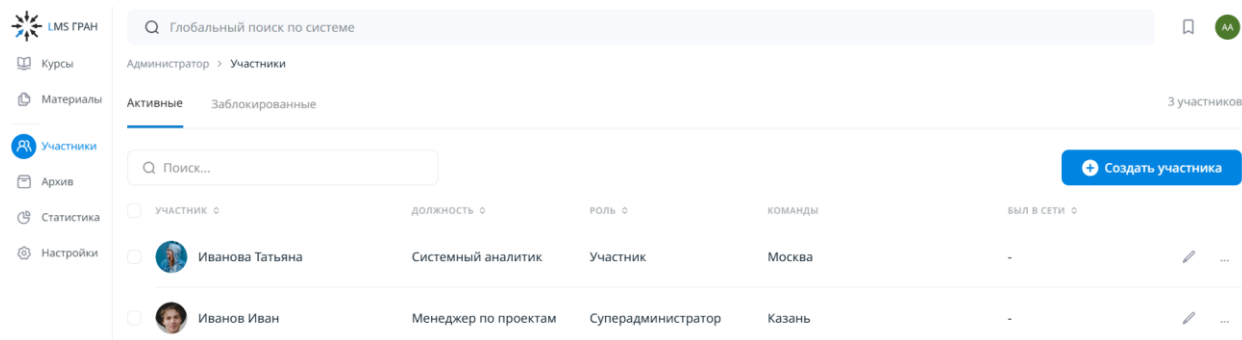 LMS ГРАН
Глобальный поиск по системе
AA
Курсы
Администратор > Участники
Материалы
Активные Заблокированные 3 участников
Участники
Поиск... Создать участника
Архив
УЧАСТНИК ДОЛЖНОСТЬ РОЛЬ КОМАНДЫ БЫЛ В СЕТИ
Статистика
Настройки
Иванова Татьяна Системный аналитик Участник Москва - ...
Иванов Иван Менеджер по проектам Суперадминистратор Казань - ...